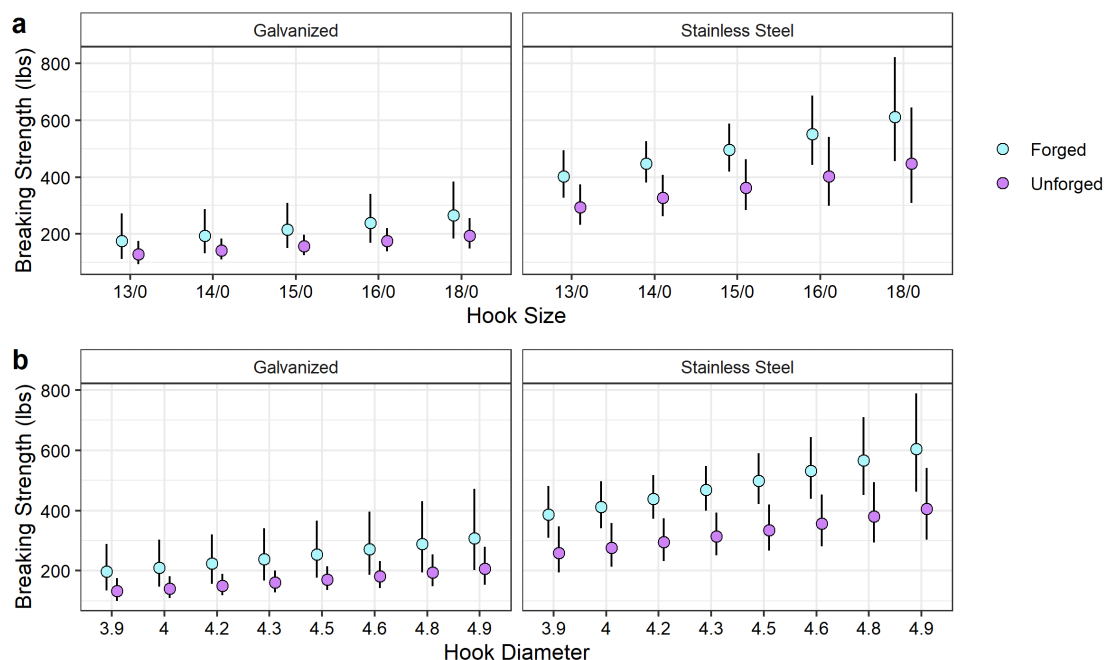 a
Galvanized
Stainless Steel
Breaking Strength (lbs)
800
600
400
200
13/0 14/0 15/0 16/0 18/0
13/0 14/0 15/0 16/0 18/0
Hook Size
Forged
Unforged
b
Galvanized
Stainless Steel
Breaking Strength (lbs)
800
600
400
200
3.9 4 4.2 4.3 4.5 4.6 4.8 4.9
3.9 4 4.2 4.3 4.5 4.6 4.8 4.9
Hook Diameter